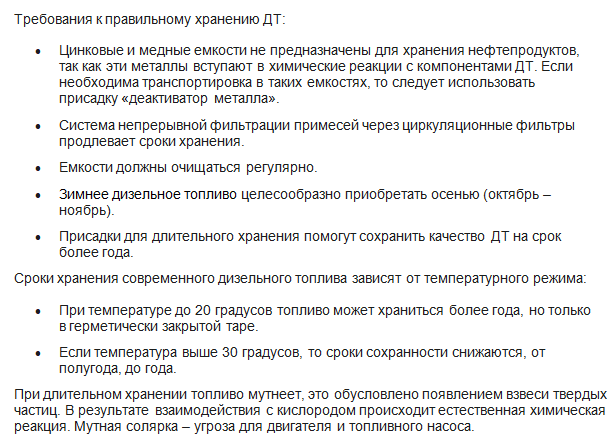 Требования к правильному хранению ДТ:
• Цинковые и медные емкости не предназначены для хранения нефтепродуктов,
так как эти металлы вступают в химические реакции с компонентами ДТ. Если
необходима транспортировка в таких емкостях, то следует использовать
присадку «деактиватор металла».
• Система непрерывной фильтрации примесей через циркуляционные фильтры
продлевает сроки хранения.
• Емкости должны очищаться регулярно.
• Зимнее дизельное топливо целесообразно приобретать осенью (октябрь –
ноябрь).
• Присадки для длительного хранения помогут сохранить качество ДТ на срок
более года.
Сроки хранения современного дизельного топлива зависят от температурного режима:
• При температуре до 20 градусов топливо может храниться более года, но только
в герметически закрытой таре.
• Если температура выше 30 градусов, то сроки сохранности снижаются, от
полугода, до года.
При длительном хранении топливо мутнеет, это обусловлено появлением взвеси твердых
частиц. В результате взаимодействия с кислородом происходит естественная химическая
реакция. Мутная солярка – угроза для двигателя и топливного насоса.